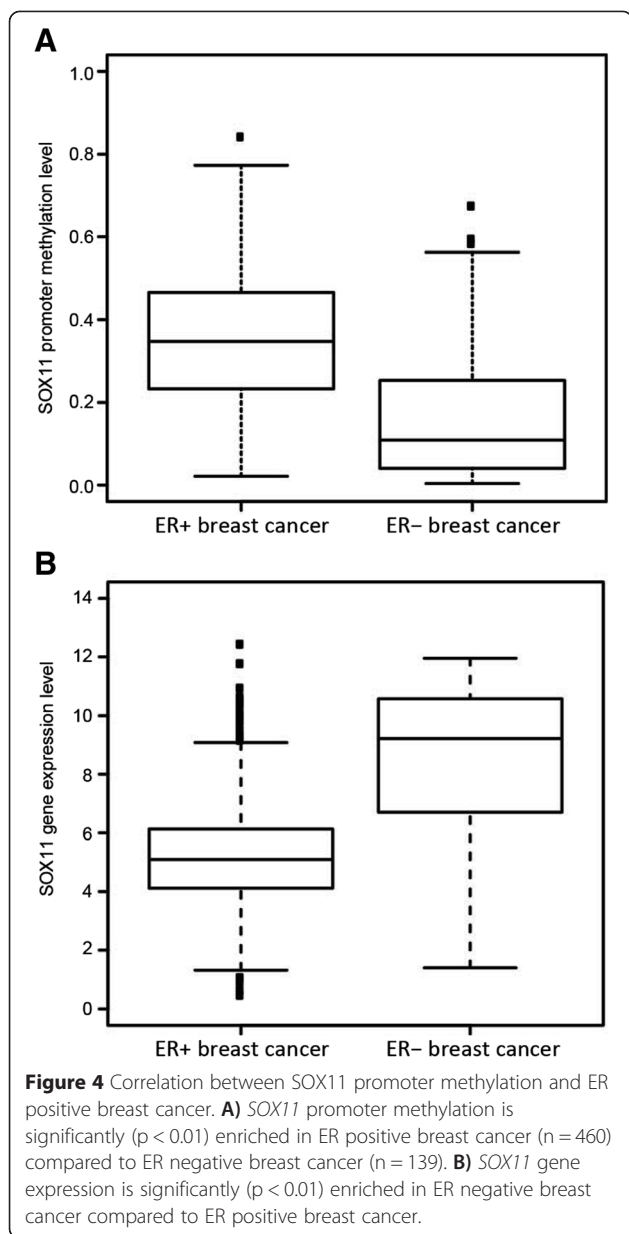 A
1.0
0.8
0.6
0.4
0.2
0.0
SOX11 promoter methylation level
ER+ breast cancer ER− breast cancer
B
14
12
10
8
6
4
2
0
SOX11 gene expression level
ER+ breast cancer ER− breast cancer
Figure 4 Correlation between SOX11 promoter methylation and ER
positive breast cancer. A) SOX11 promoter methylation is
significantly (p < 0.01) enriched in ER positive breast cancer (n = 460)
compared to ER negative breast cancer (n = 139). B) SOX11 gene
expression is significantly (p < 0.01) enriched in ER negative breast
cancer compared to ER positive breast cancer.